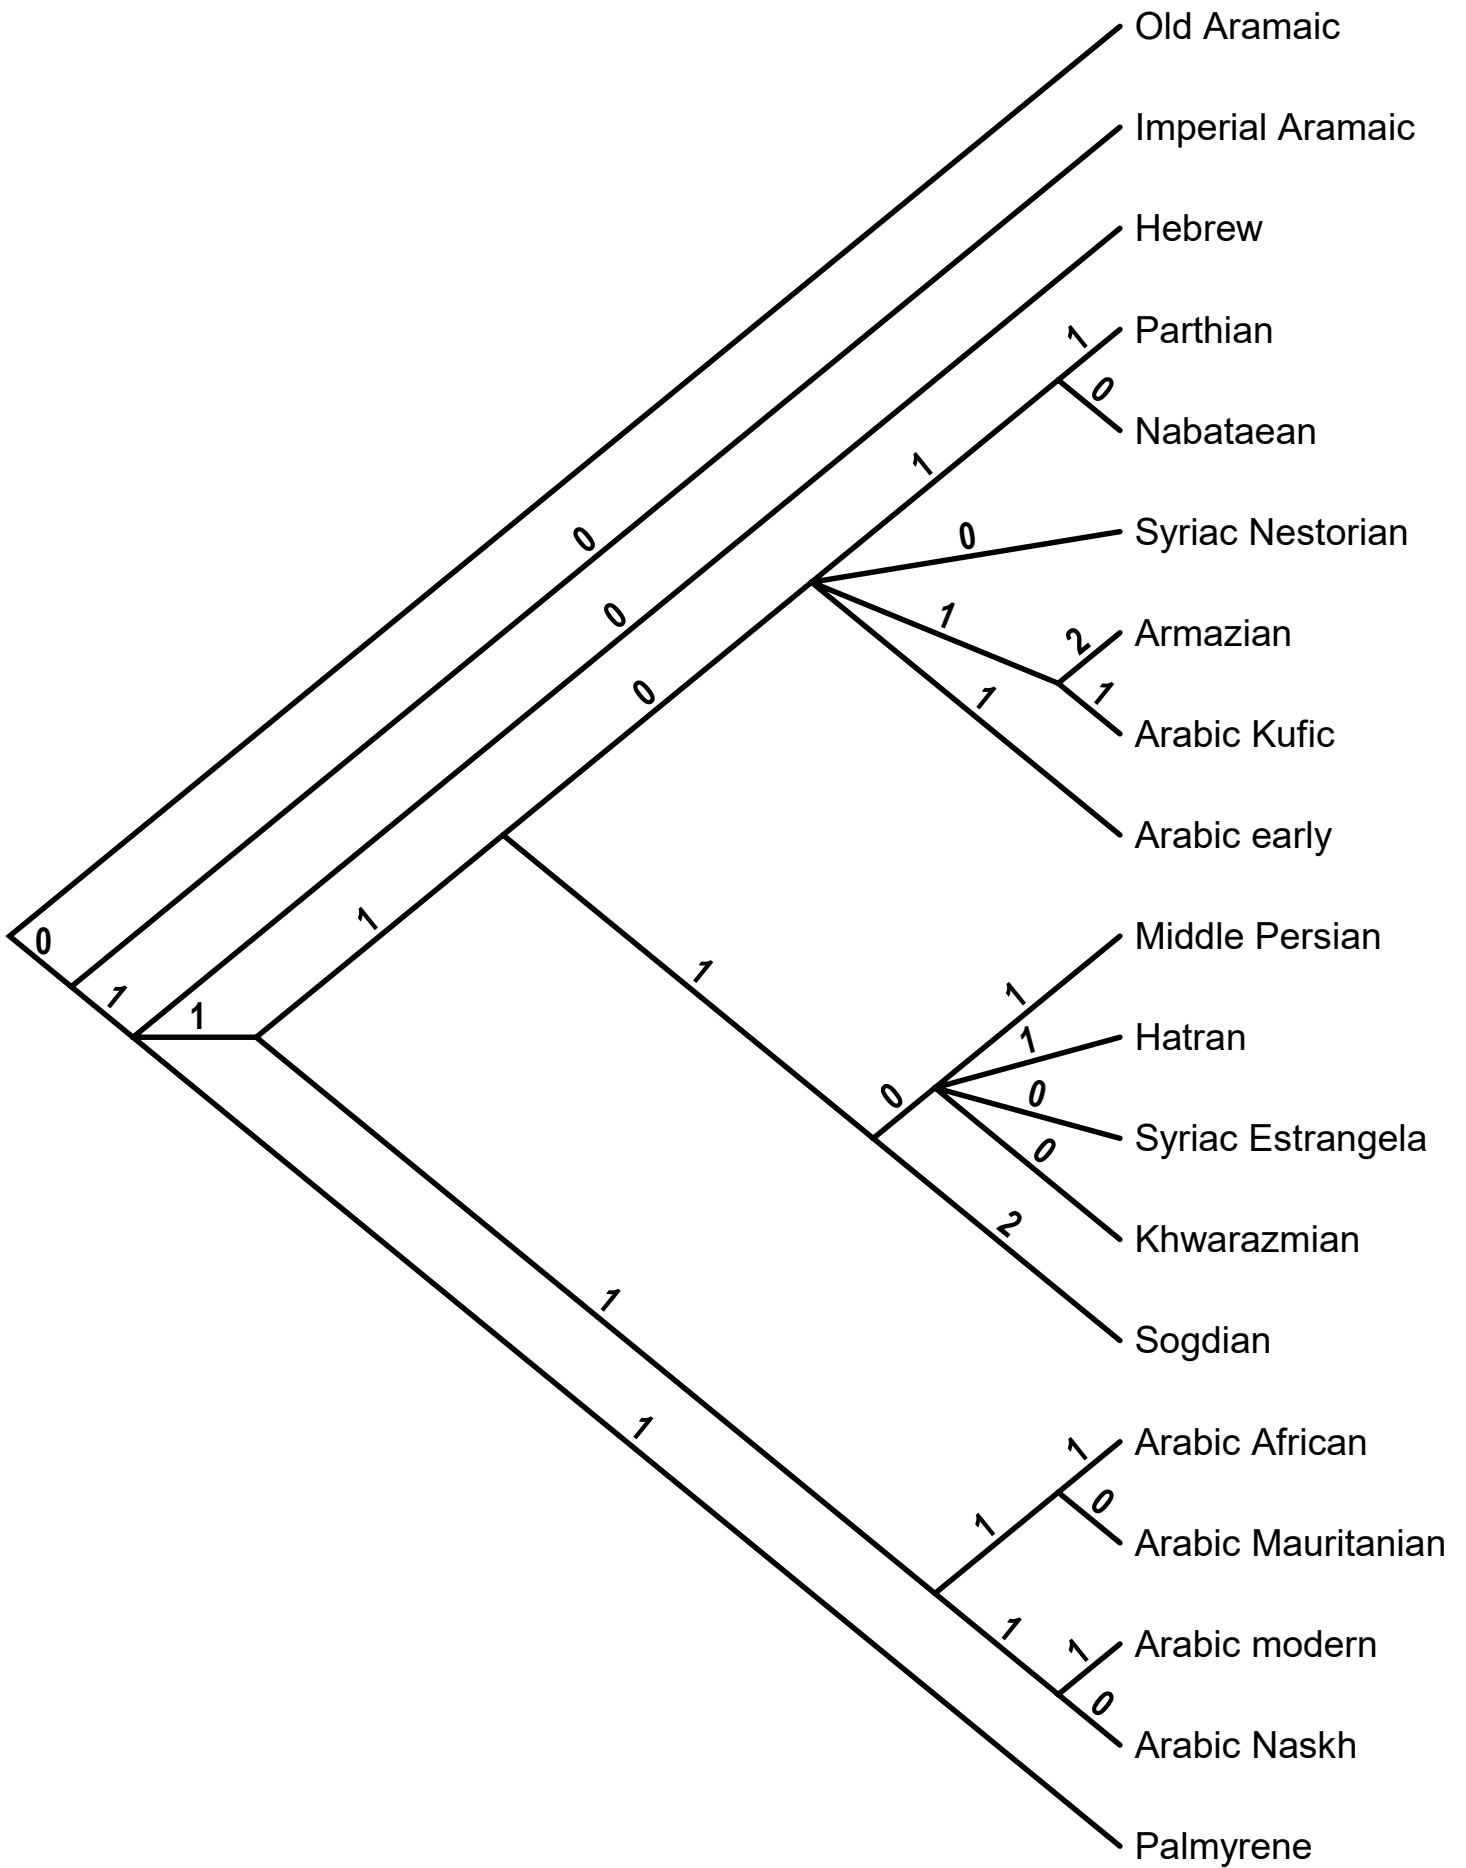 Old Aramaic
Imperial Aramaic
Hebrew
1 Parthian
0 Nabataean
1
0 Syriac Nestorian
0
1
2 Armazian
0
1
1 Arabic Kufic
0
Arabic early
1
0
Middle Persian
1
1
1
1
1 Hatran
0
0 Syriac Estrangela
0
Khwarazmian
2
1
Sogdian
1
1 Arabic African
0
1 Arabic Mauritanian
1
1 Arabic modern
0
Arabic Naskh
Palmyrene